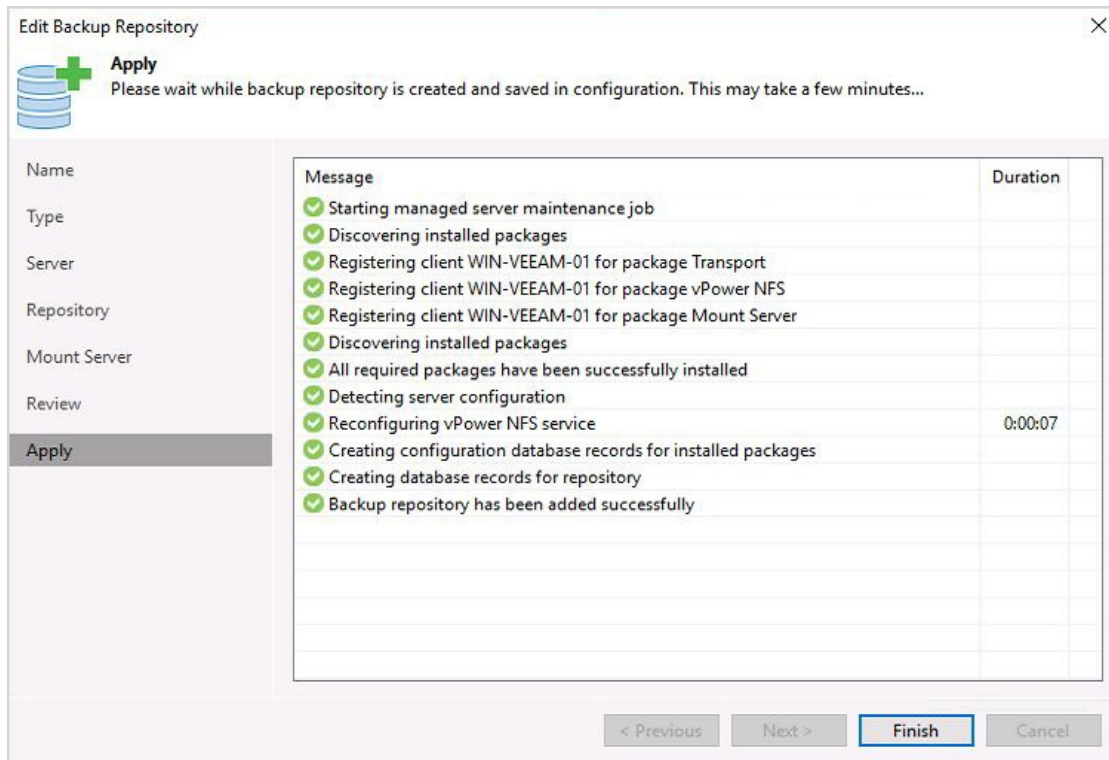 Edit Backup Repository
Apply
Please wait while backup repository is created and saved in configuration. This may take a few minutes...
Name
Type
Server
Repository
Mount Server
Review
Apply
Message Duration
Starting managed server maintenance job
Discovering installed packages
Registering client WIN-VEEAM-01 for package Transport
Registering client WIN-VEEAM-01 for package vPower NFS
Registering client WIN-VEEAM-01 for package Mount Server
Discovering installed packages
All required packages have been successfully installed
Detecting server configuration
Reconfiguring vPower NFS service 0:00:07
Creating configuration database records for installed packages
Creating database records for repository
Backup repository has been added successfully
< Previous Next > Finish Cancel